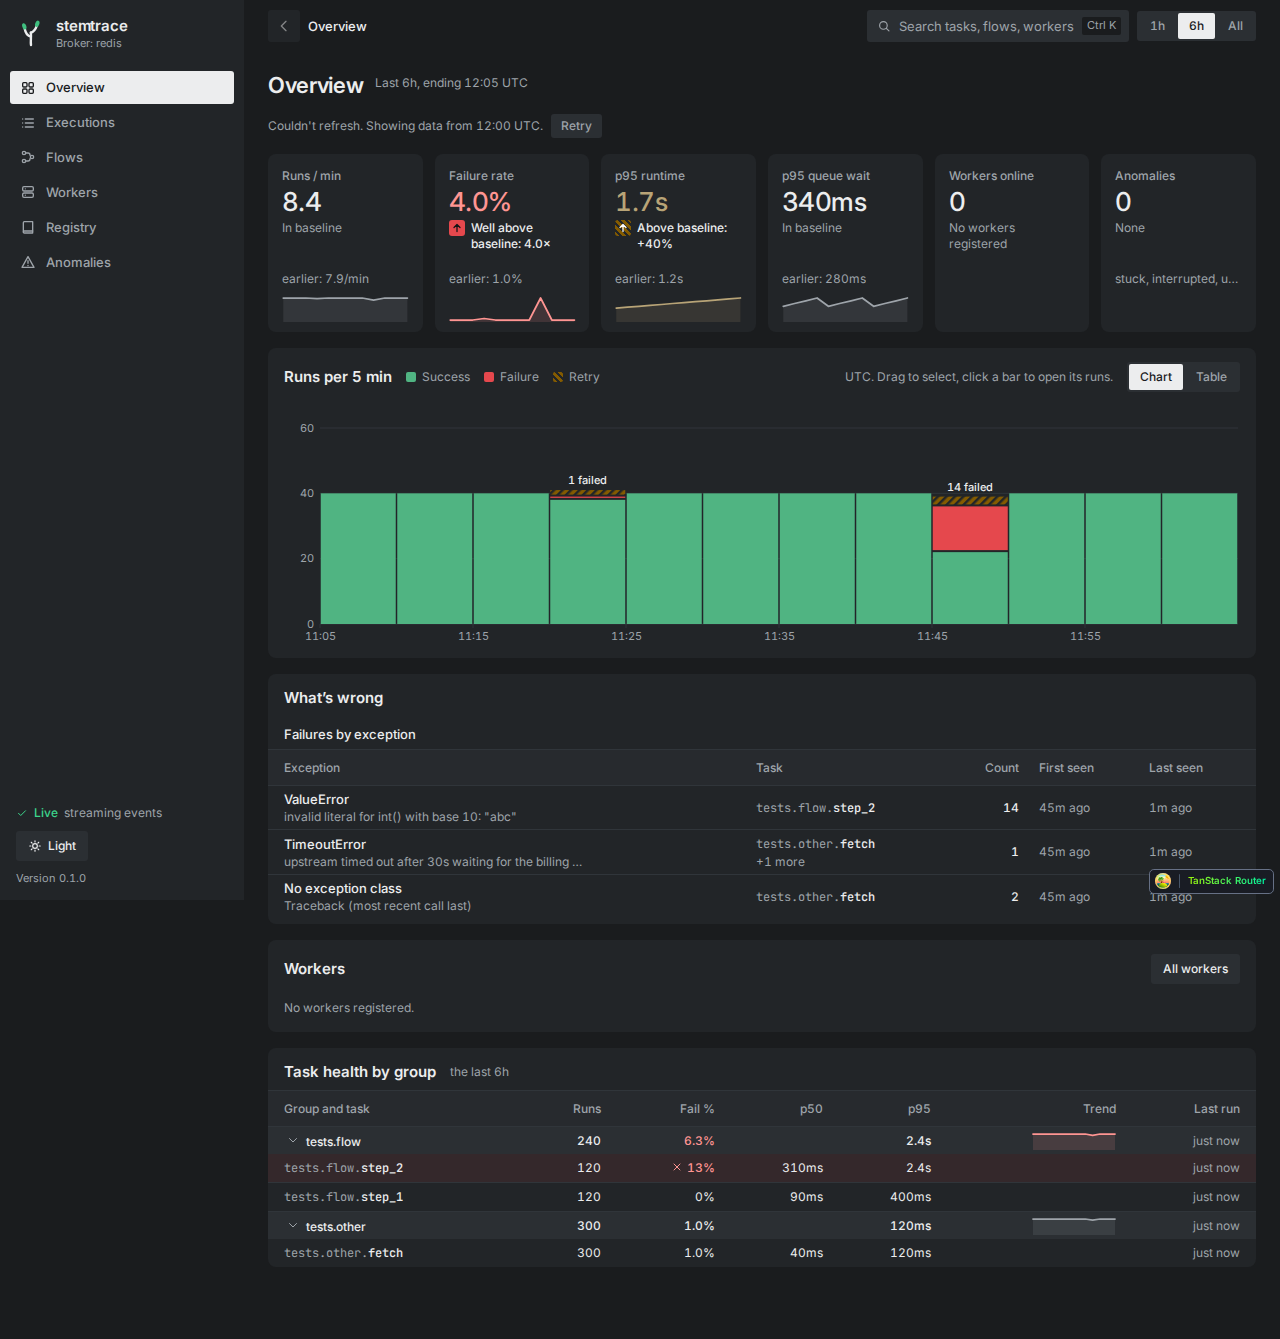 stemtrace
Broker: redis
Overview
Executions
Flows
Workers
Registry
Anomalies
Live streaming events
Light
Version 0.1.0
Overview
Search tasks, flows, workers Ctrl K
1h 6h All
Overview Last 6h, ending 12:05 UTC
Couldn't refresh. Showing data from 12:00 UTC. Retry
Runs / min
8.4
In baseline
earlier: 7.9/min
Failure rate
4.0%
Well above
baseline: 4.0×
earlier: 1.0%
p95 runtime
1.7s
Above baseline:
+40%
earlier: 1.2s
p95 queue wait
340ms
In baseline
earlier: 280ms
Workers online
0
No workers
registered
Anomalies
0
None
stuck, interrupted, u...
Runs per 5 min Success Failure Retry
UTC. Drag to select, click a bar to open its runs. Chart Table
60
1 failed
14 failed
40
20
0
11:05 11:15 11:25 11:35 11:45 11:55
What's wrong
Failures by exception
Exception Task Count First seen Last seen
ValueError
invalid literal for int() with base 10: "abc"
tests.flow.step_2 14 45m ago 1m ago
TimeoutError
upstream timed out after 30s waiting for the billing ...
tests.other.fetch
+1 more
1 45m ago 1m ago
No exception class
Traceback (most recent call last)
tests.other.fetch 2 45m ago 1m ago
TanStack Router
Workers All workers
No workers registered.
Task health by group the last 6h
Group and task Runs Fail % p50 p95 Trend Last run
tests.flow 240 6.3% 2.4s just now
tests.flow.step_2 120 13% 310ms 2.4s just now
tests.flow.step_1 120 0% 90ms 400ms just now
tests.other 300 1.0% 120ms just now
tests.other.fetch 300 1.0% 40ms 120ms just now